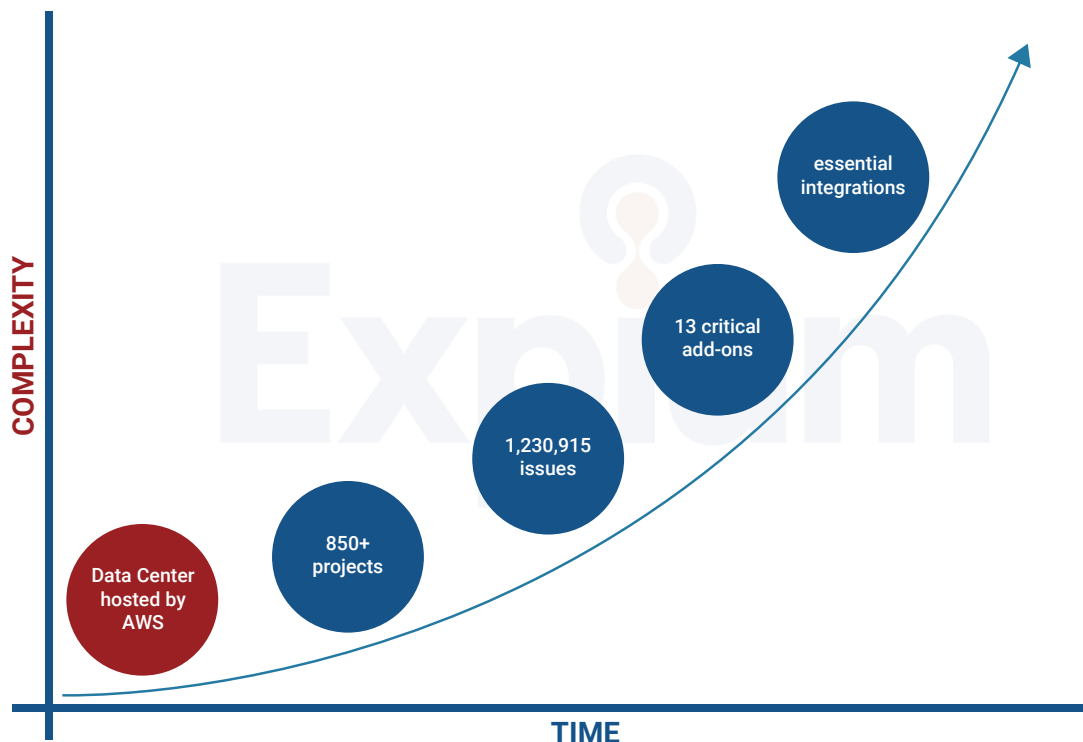 essential
integrations
13 critical
add-ons
1,230,915
issues
850+
projects
Data Center
hosted by
AWS
COMPLEXITY
TIME
Expium